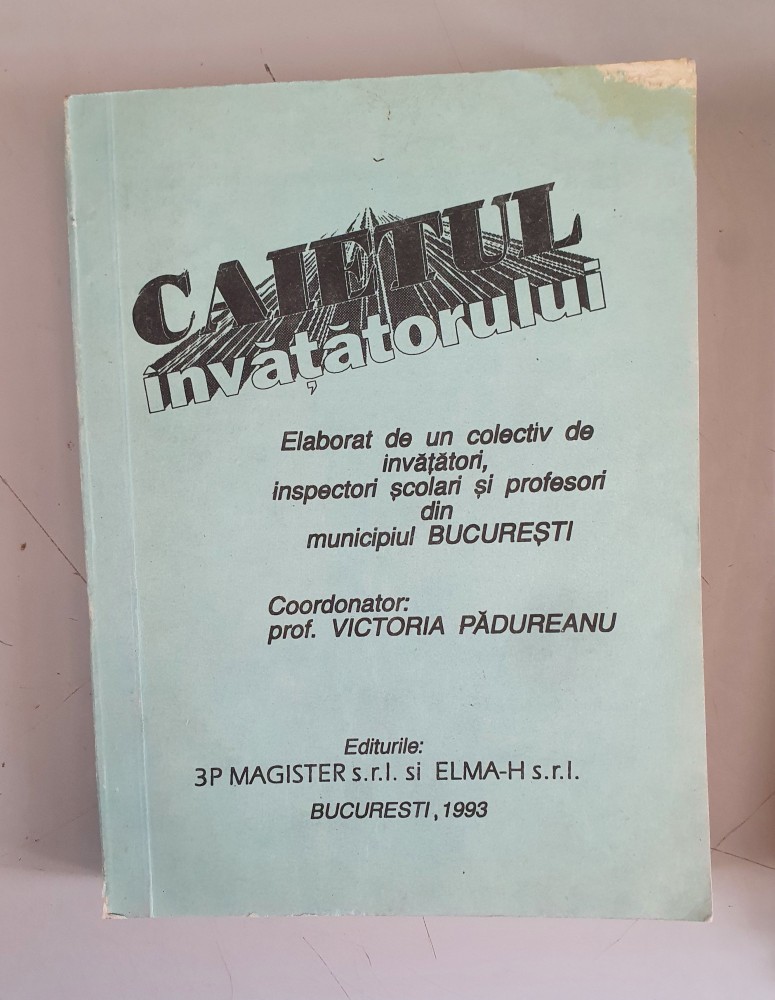 CAIETUL
învățătorului
Elaborat de un colectiv de
invățători,
inspectori școlari și profesori
din
municipiul BUCUREȘTI
Coordonator:
prof. VICTORIA PĂDUREANU
Editurile:
3P MAGISTER s.r.l. si ELMA-H s.r.l.
BUCURESTI, 1993